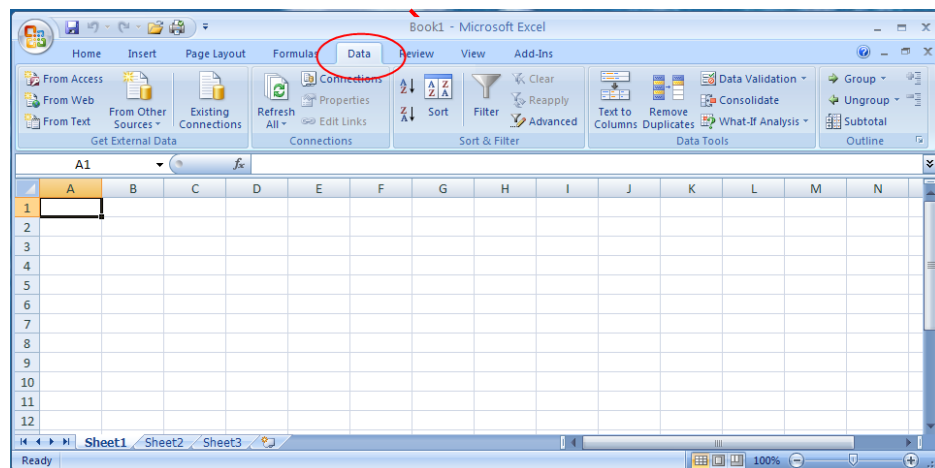 Book1 - Microsoft Excel
Home Insert Page Layout Formulas Data Review View Add-Ins
From Access
From Web
From Text
From Other Sources
Existing Connections
Get External Data
Refresh All
Connections
Properties
Edit Links
Connections
A Z
Z A
A Z Z A
Sort
Filter
Clear
Reapply
Advanced
Sort & Filter
Text to Columns
Remove Duplicates
Data Validation
Consolidate
What-If Analysis
Data Tools
Group
Ungroup
Subtotal
Outline
A1 fx
A B C D E F G H I J K L M N
1
2
3
4
5
6
7
8
9
10
11
12
Sheet1 Sheet2 Sheet3
Ready 100%